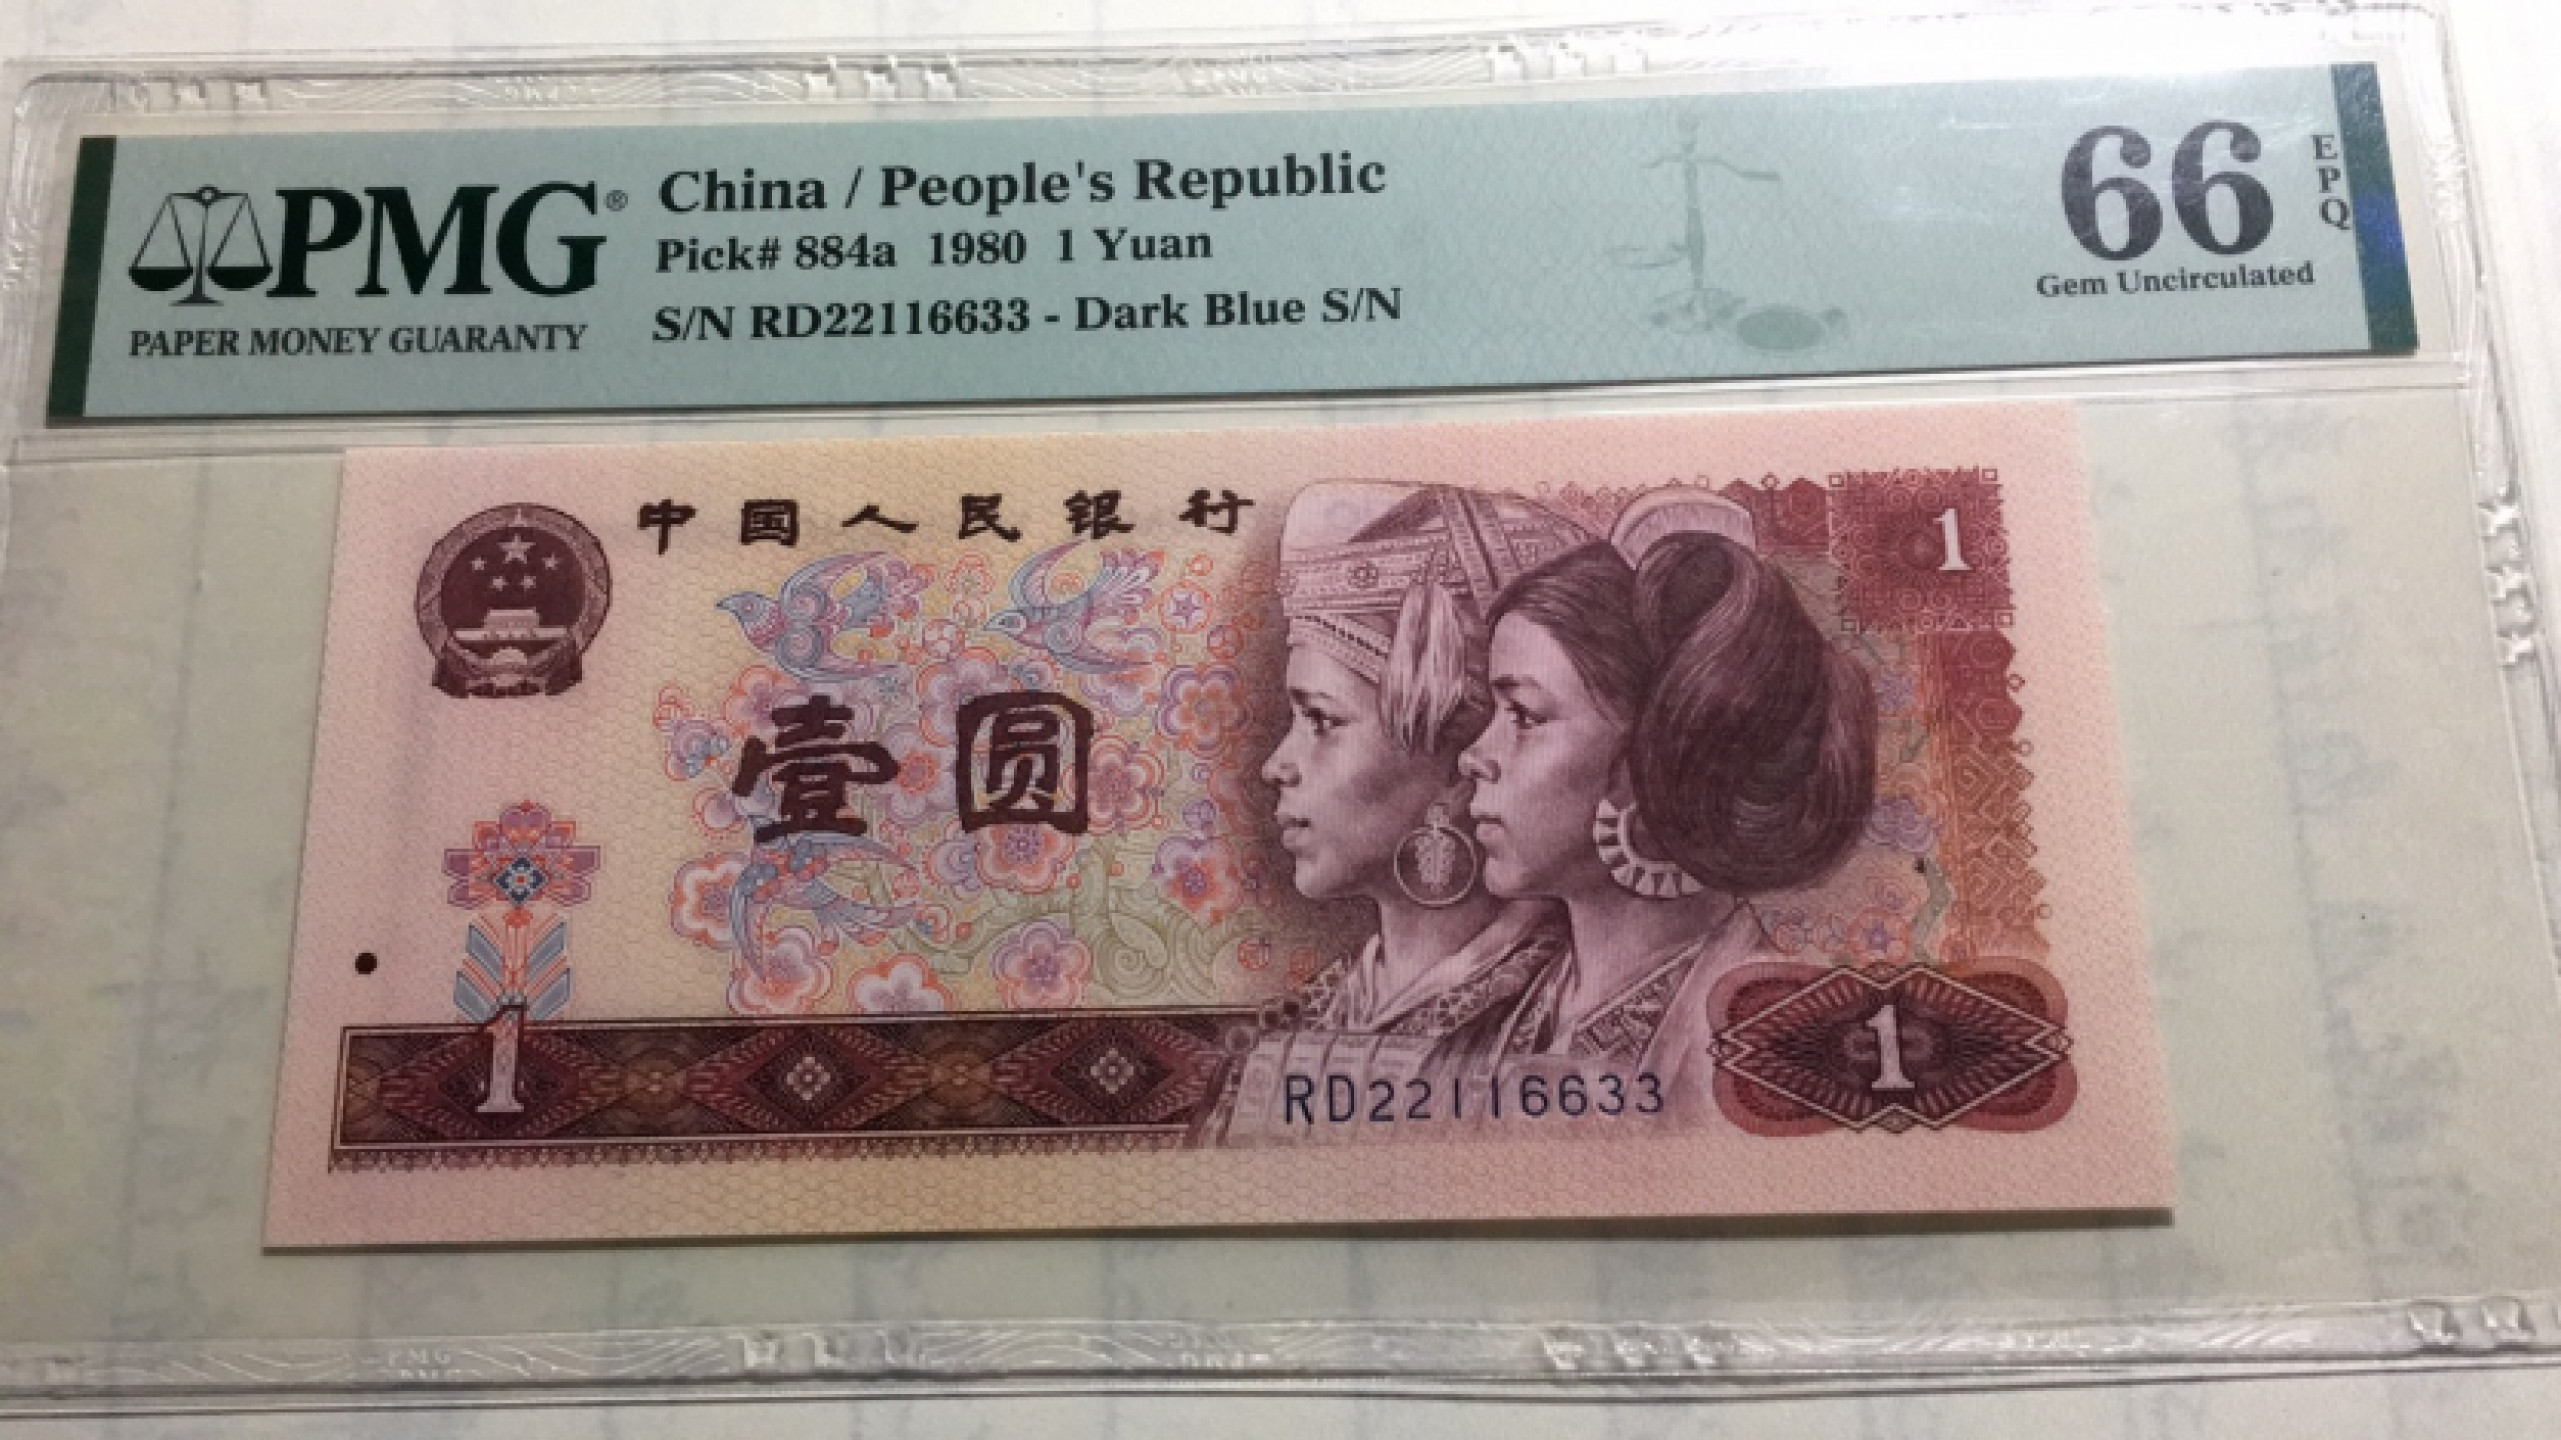 PMG®
PAPER MONEY GUARANTY
China / People's Republic
Pick# 884a 1980 1 Yuan
S/N RD22116633 - Dark Blue S/N
66
EPQ
Gem Uncirculated
中国人民银行
1
壹圆
1
RD22116633
1
PMG